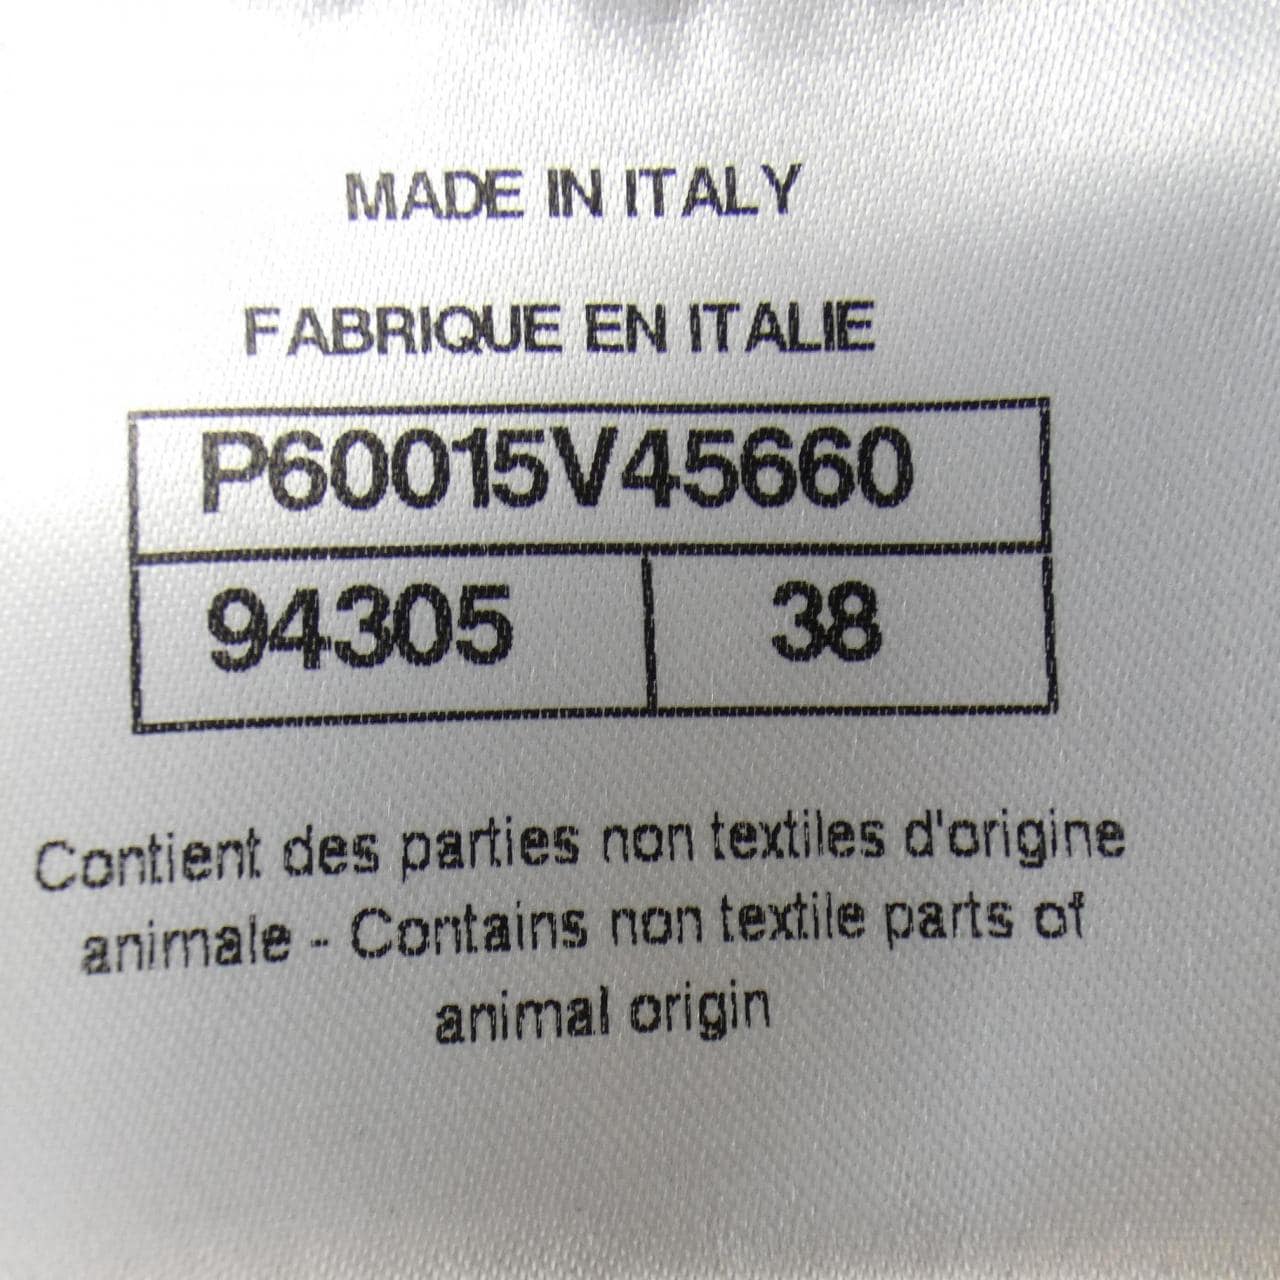 MADE IN ITALY
FABRIQUE EN ITALIE
P60015V45660
94305 38
Contient des parties non textiles d'origine
animale - Contains non textile parts of
animal origin